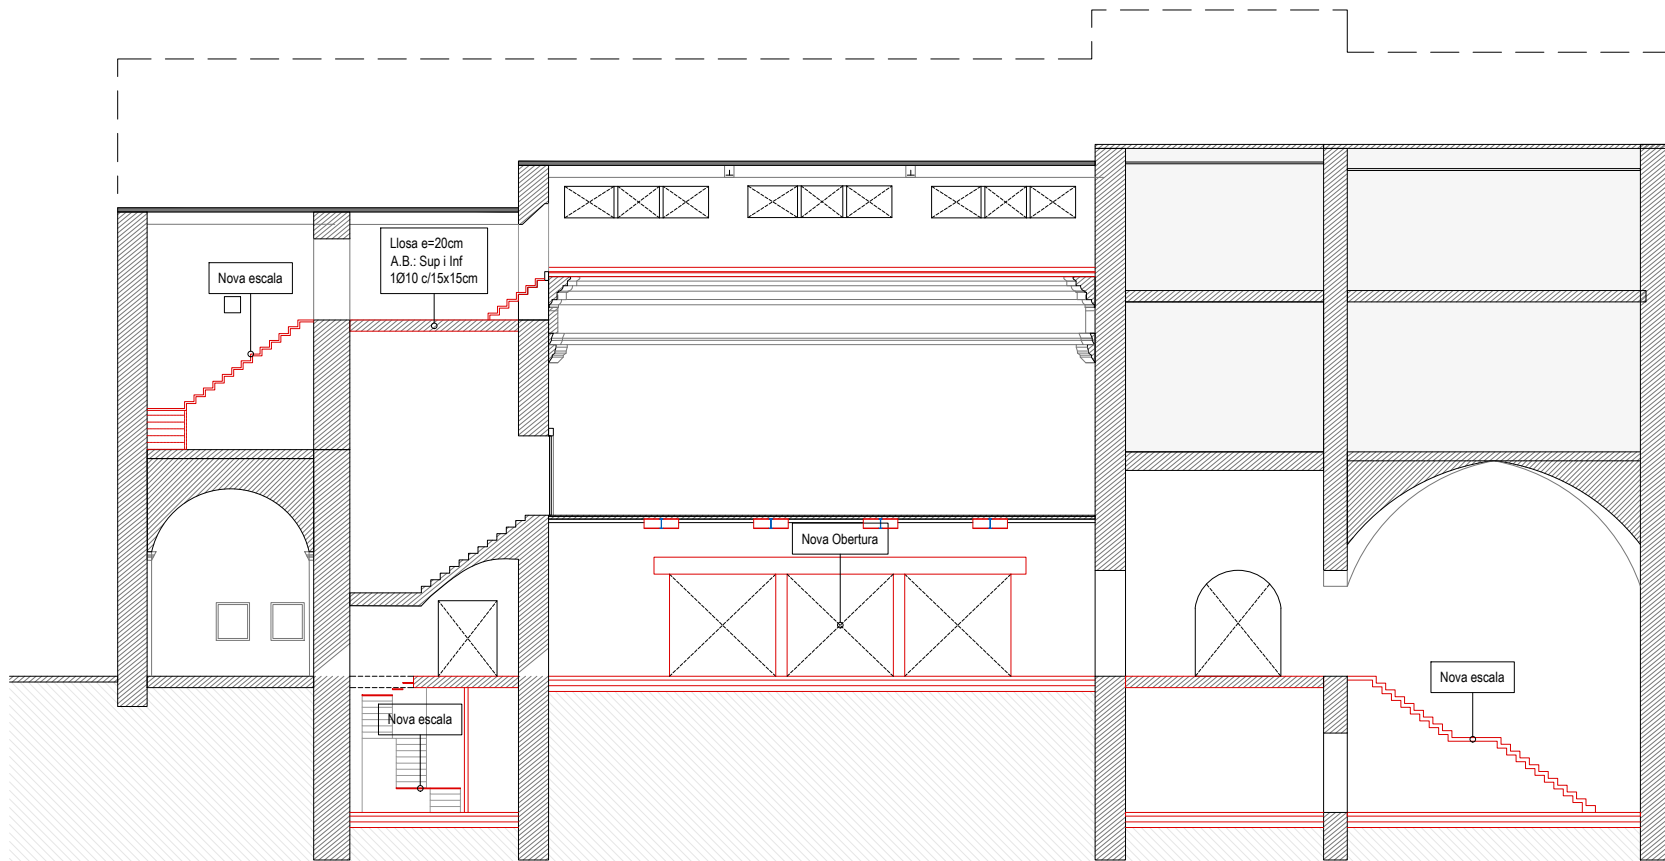 Nova escala
Llosa e=20cm
A.B.: Sup i Inf
1Ø10 c/15x15cm
Nova Obertura
Nova escala
Nova escala